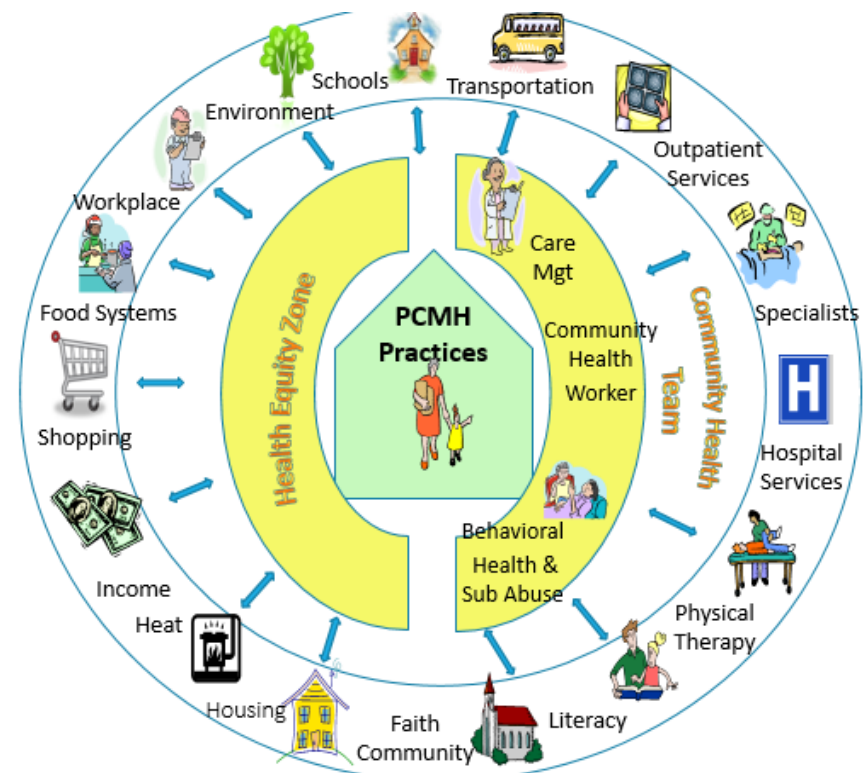 Schools
Transportation
Environment
Outpatient
Services
Workplace
Care
Mgt
Food Systems
Specialists
PCMH
Practices
Community
Health
Worker
Health Equity Zone
Community Health
Team
Shopping
H
Hospital
Services
Behavioral
Health &
Sub Abuse
Income
Heat
Physical
Therapy
Housing
Faith
Community
Literacy